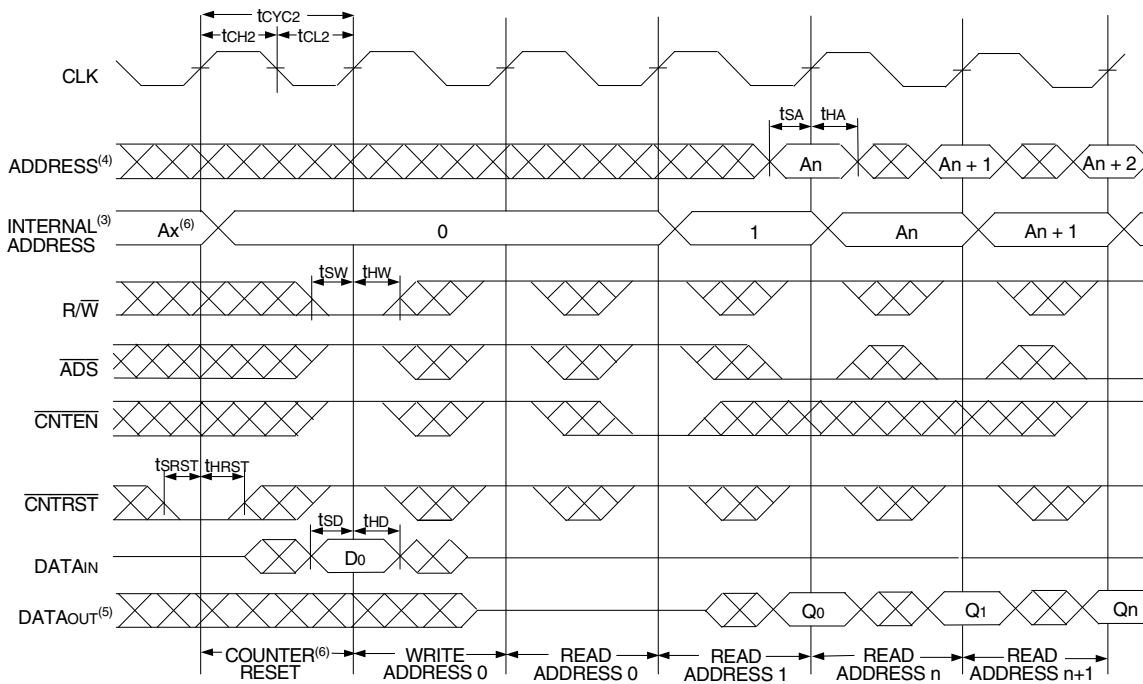 tCYC2
tCH2 tCL2
CLK
tSA tHA
ADDRESS(4) An An + 1 An + 2
INTERNAL(3)
ADDRESS Ax(6) 0 1 An An + 1
tSW tHW
R/W
ADS
CNTEN
tSRST tHRST
CNTRST
tSD tHD
DATAIN D0
DATAOUT(5) Q0 Q1 Qn
COUNTER(6) WRITE READ READ READ READ
RESET ADDRESS 0 ADDRESS 0 ADDRESS 1 ADDRESS n ADDRESS n+1